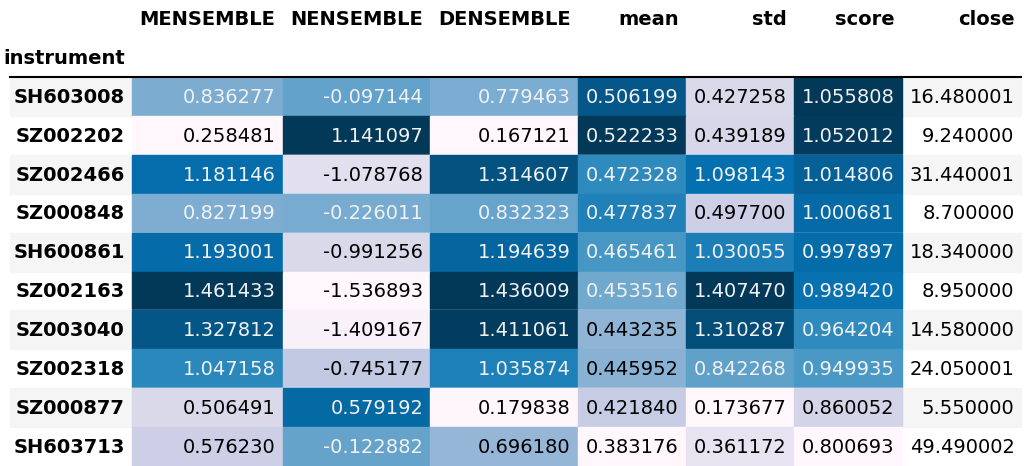 MENSEMBLE NENSEMBLE DENSEMBLE mean std score close
instrument
SH603008 0.836277 -0.097144 0.779463 0.506199 0.427258 1.055808 16.480001
SZ002202 0.258481 1.141097 0.167121 0.522233 0.439189 1.052012 9.240000
SZ002466 1.181146 -1.078768 1.314607 0.472328 1.098143 1.014806 31.440001
SZ000848 0.827199 -0.226011 0.832323 0.477837 0.497700 1.000681 8.700000
SH600861 1.193001 -0.991256 1.194639 0.465461 1.030055 0.997897 18.340000
SZ002163 1.461433 -1.536893 1.436009 0.453516 1.407470 0.989420 8.950000
SZ003040 1.327812 -1.409167 1.411061 0.443235 1.310287 0.964204 14.580000
SZ002318 1.047158 -0.745177 1.035874 0.445952 0.842268 0.949935 24.050001
SZ000877 0.506491 0.579192 0.179838 0.421840 0.173677 0.860052 5.550000
SH603713 0.576230 -0.122882 0.696180 0.383176 0.361172 0.800693 49.490002